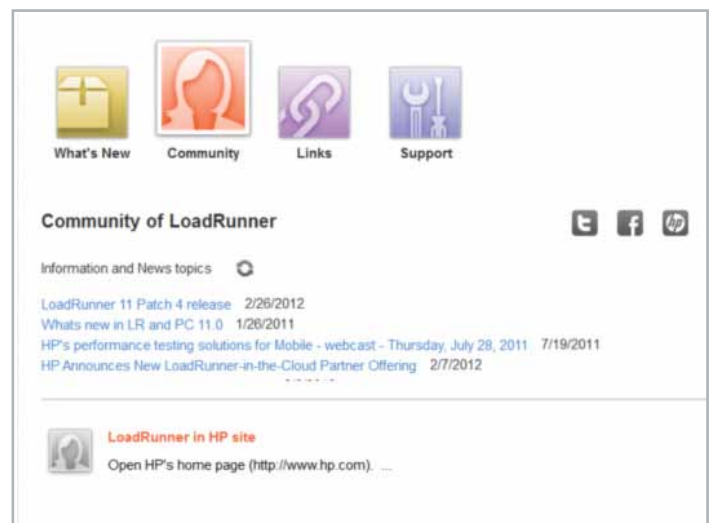 What's New Community Links Support
Community of LoadRunner
Information and News topics
LoadRunner 11 Patch 4 release 2/26/2012
Whats new in LR and PC 11.0 1/26/2011
HP's performance testing solutions for Mobile - webcast - Thursday, July 28, 2011 7/19/2011
HP Announces New LoadRunner-in-the-Cloud Partner Offering 2/7/2012
LoadRunner in HP site
Open HP's home page (http://www.hp.com). ...